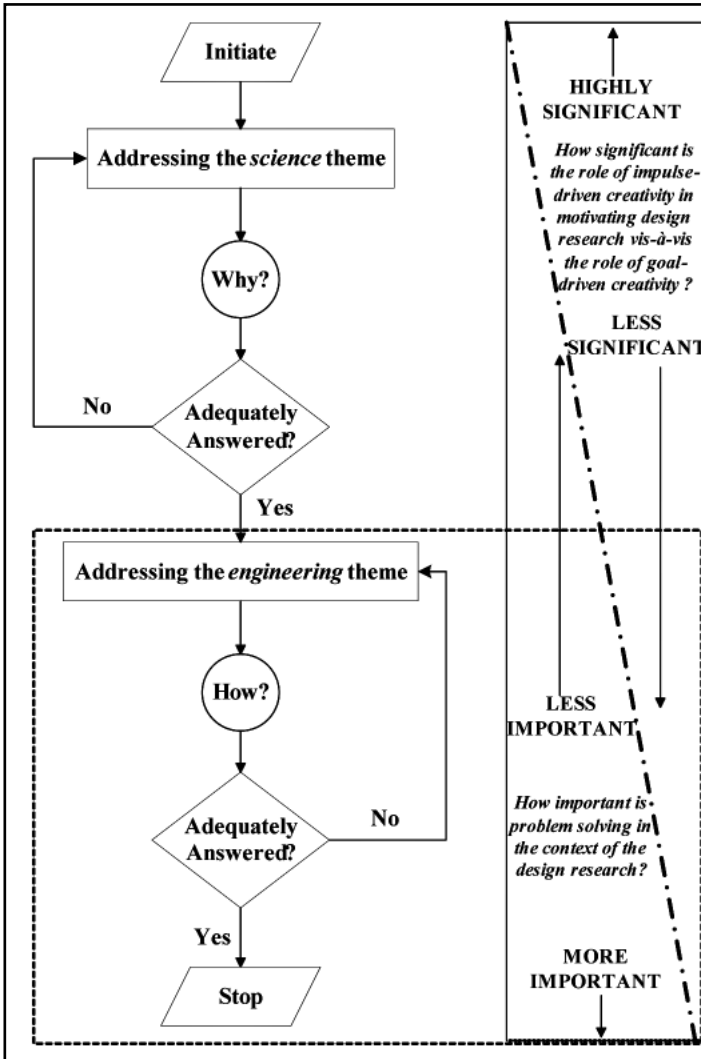 Initiate
Addressing the science theme
Why?
Adequately
Answered?
No
Yes
Addressing the engineering theme
How?
Adequately
Answered?
No
Yes
Stop
HIGHLY
SIGNIFICANT
How significant is
the role of impulse-
driven creativity in
motivating design
research vis-à-vis
the role of goal-
driven creativity ?
LESS
SIGNIFICANT
LESS
IMPORTANT
How important is
problem solving in
the context of the
design research?
MORE
IMPORTANT